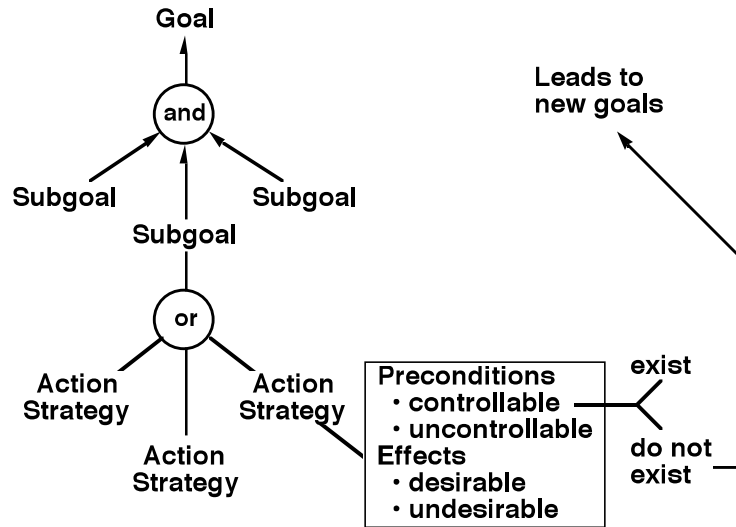 Goal
and
Leads to
new goals
Subgoal
Subgoal
Subgoal
or
Action
Strategy
Action
Strategy
Action
Strategy
Preconditions
· controllable
· uncontrollable
Effects
· desirable
· undesirable
exist
do not
exist